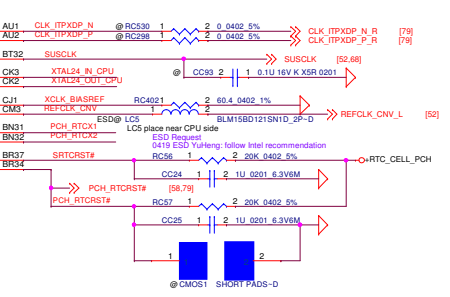 AU1 CLK_ITPXDP_N @ RC530 1 2 0_0402_5% CLK_ITPXDP_N_R [79]
AU2 CLK_ITPXDP_P @ RC298 1 2 0_0402_5% CLK_ITPXDP_P_R [79]
BT32 SUSCLK SUSCLK [52,68]
CK3 XTAL24_IN_CPU @ CC93 2 1 0.1U 16V K X5R 0201
CK2 XTAL24_OUT_CPU
CJ1 XCLK_BIASREF RC402 1 2 60.4_0402_1%
CM3 REFCLK_CNV 1 2 REFCLK_CNV_L [52]
ESD@ LC5 BLM15BD121SN1D_2P~D
LC5 place near CPU side
BN31 PCH_RTCX1
ESD Request
BN32 PCH_RTCX2
0419 ESD YuHeng: follow Intel recommendation
BR37 SRTCRST# RC56 1 2 20K_0402_5% +RTC_CELL_PCH
BR34
CC24 1 2 1U_0201_6.3V6M
PCH_RTCRST# [58,79]
PCH_RTCRST# RC57 1 2 20K_0402_5%
CC25 1 2 1U_0201_6.3V6M
1 2
@ CMOS1 SHORT PADS~D